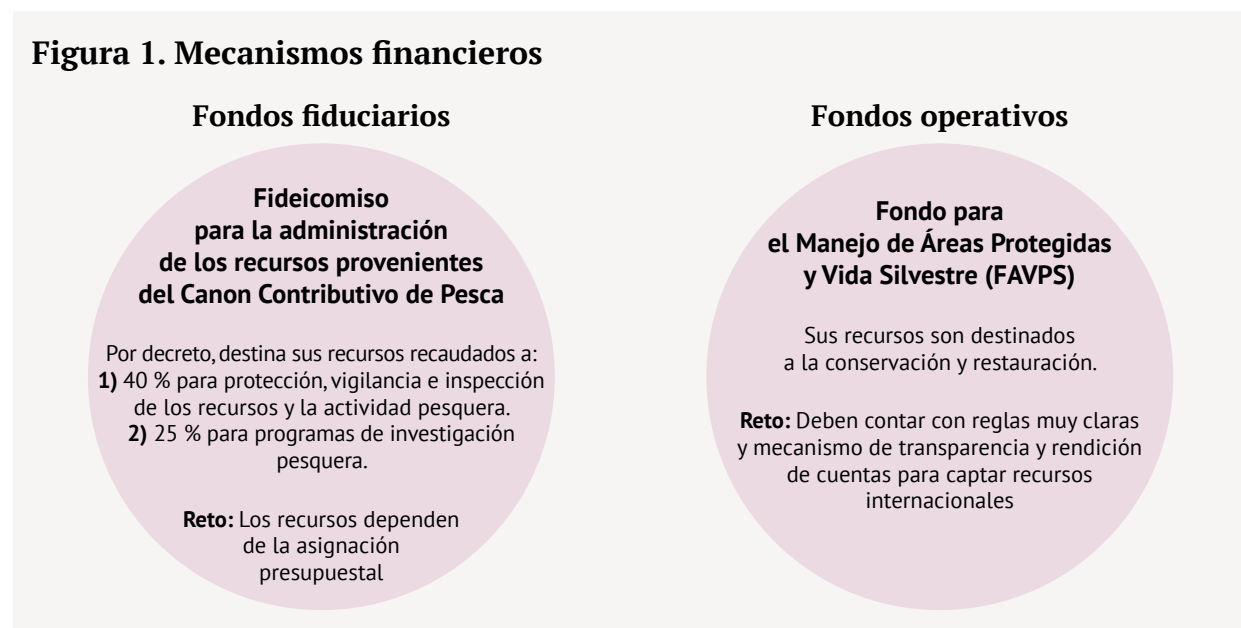 Figura 1. Mecanismos financieros
Fondos fiduciarios
Fideicomiso
para la administración
de los recursos provenientes
del Canon Contributivo de Pesca
Por decreto, destina sus recursos recaudados a:
1) 40 % para protección, vigilancia e inspección
de los recursos y la actividad pesquera.
2) 25 % para programas de investigación
pesquera.
Reto: Los recursos dependen
de la asignación
presupuestal
Fondos operativos
Fondo para
el Manejo de Áreas Protegidas
y Vida Silvestre (FAVPS)
Sus recursos son destinados
a la conservación y restauración.
Reto: Deben contar con reglas muy claras
y mecanismo de transparencia y rendición
de cuentas para captar recursos
internacionales